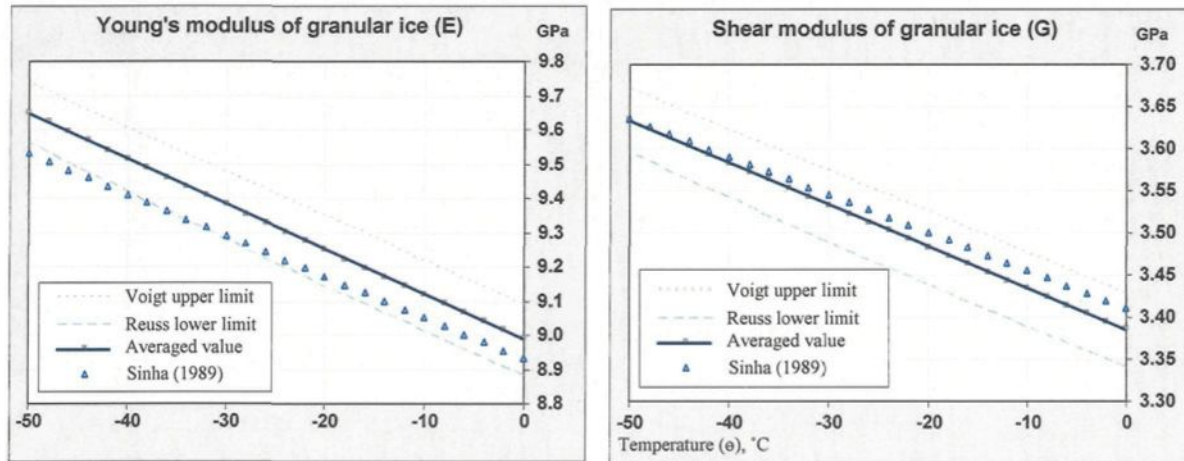 Young's modulus of granular ice (E)
GPa
9.8
9.7
9.6
9.5
9.4
9.3
9.2
9.1
9.0
8.9
8.8
Voigt upper limit
Reuss lower limit
Averaged value
Sinha (1989)
-50 -40 -30 -20 -10 0
Shear modulus of granular ice (G)
GPa
3.70
3.65
3.60
3.55
3.50
3.45
3.40
3.35
3.30
Voigt upper limit
Reuss lower limit
Averaged value
Sinha (1989)
-50 -40 -30 -20 -10 0
Temperature (ө), ˚C